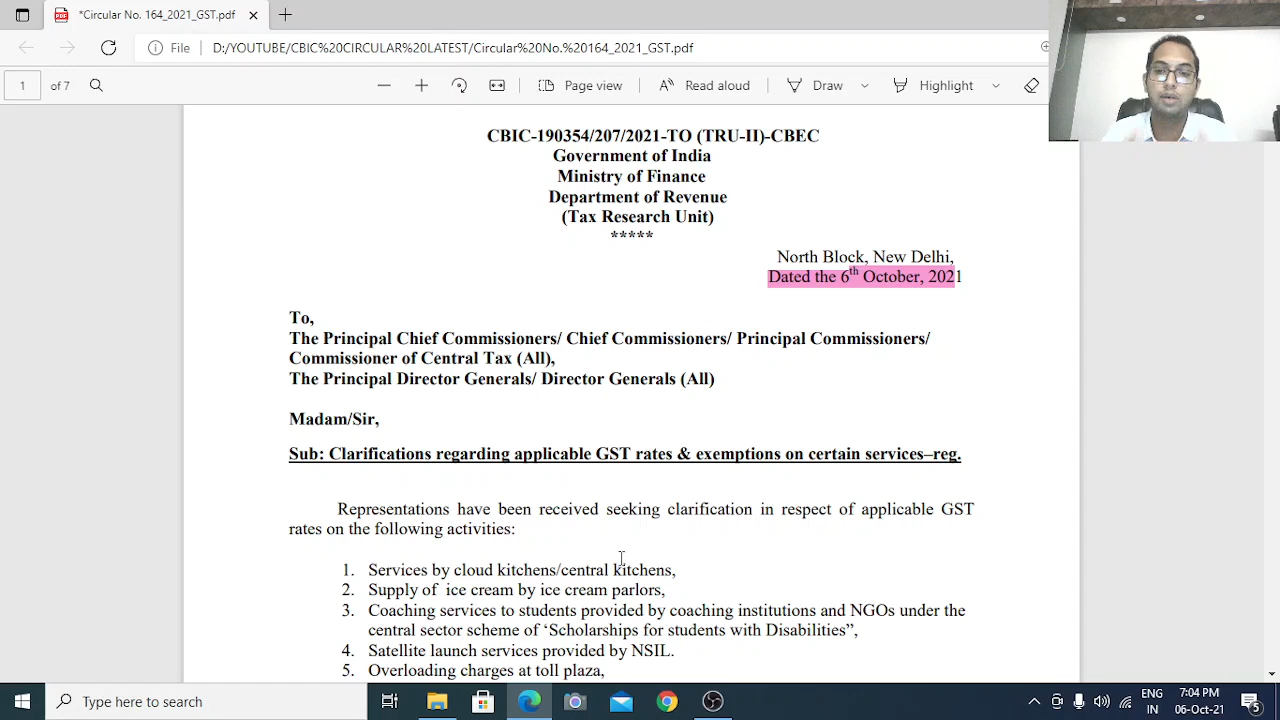 *Circular No. 164_2021_GST.pdf
File
D:/YOUTUBE/CBIC%20CIRCULAR%20LATEST/Circular%20No.%20164_2021_GST.pdf
1 of 7
Page view
Read aloud
Draw
Highlight
CBIC-190354/207/2021-TO (TRU-II)-CBEC
Government of India
Ministry of Finance
Department of Revenue
(Tax Research Unit)
*****
North Block, New Delhi,
Dated the 6th October, 2021
To,
The Principal Chief Commissioners/ Chief Commissioners/ Principal Commissioners/
Commissioner of Central Tax (All),
The Principal Director Generals/ Director Generals (All)
Madam/Sir,
Sub: Clarifications regarding applicable GST rates & exemptions on certain services–reg.
Representations have been received seeking clarification in respect of applicable GST
rates on the following activities:
1. Services by cloud kitchens/central kitchens,
2. Supply of ice cream by ice cream parlors,
3. Coaching services to students provided by coaching institutions and NGOs under the
central sector scheme of ‘Scholarships for students with Disabilities”,
4. Satellite launch services provided by NSIL.
5. Overloading charges at toll plaza,
Type here to search
ENG
IN
7:04 PM
06-Oct-21
5